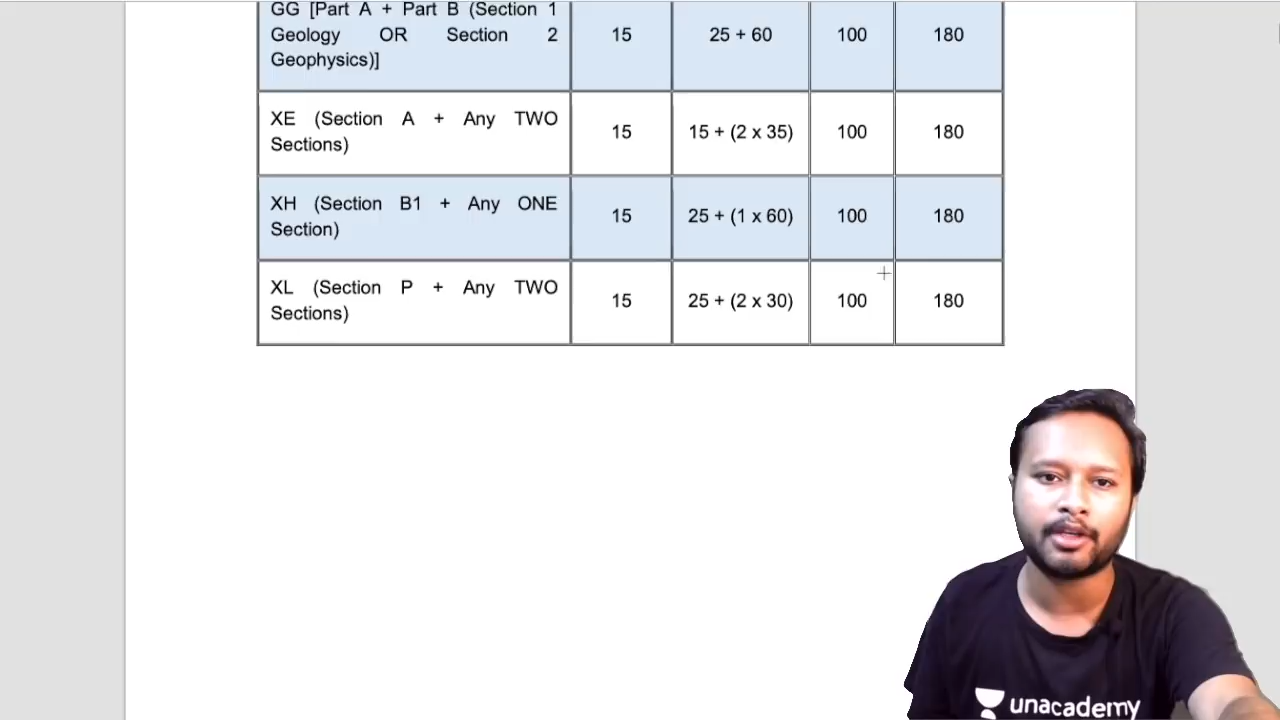 GG [Part A + Part B (Section 1
Geology OR Section 2
Geophysics)]
15
25 + 60
100
180
XE (Section A + Any TWO
Sections)
15
15 + (2 x 35)
100
180
XH (Section B1 + Any ONE
Section)
15
25 + (1 x 60)
100
180
XL (Section P + Any TWO
Sections)
15
25 + (2 x 30)
100
180
unacademy